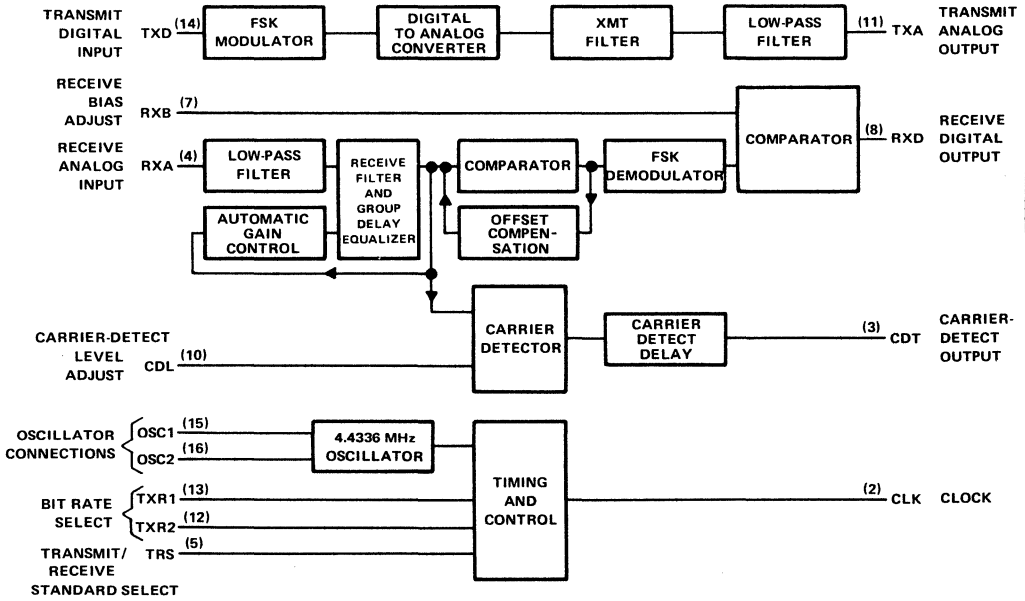 TRANSMIT
DIGITAL
INPUT
TXD
(14)
FSK
MODULATOR
DIGITAL
TO ANALOG
CONVERTER
XMT
FILTER
LOW-PASS
FILTER
(11)
TXA
TRANSMIT
ANALOG
OUTPUT
RECEIVE
BIAS
ADJUST
RXB
(7)
COMPARATOR
(8)
RXD
RECEIVE
DIGITAL
OUTPUT
RECEIVE
ANALOG
INPUT
RXA
(4)
LOW-PASS
FILTER
RECEIVE
FILTER
AND
GROUP
DELAY
EQUALIZER
COMPARATOR
FSK
DEMODULATOR
AUTOMATIC
GAIN
CONTROL
OFFSET
COMPEN-
SATION
CARRIER
DETECTOR
CARRIER
DETECT
DELAY
(3)
CDT
CARRIER-
DETECT
OUTPUT
CARRIER-DETECT
LEVEL
ADJUST
CDL
(10)
OSCILLATOR
CONNECTIONS
OSC1
(15)
OSC2
(16)
4.4336 MHz
OSCILLATOR
TIMING
AND
CONTROL
BIT RATE
SELECT
TXR1
(13)
TXR2
(12)
(2)
CLK
CLOCK
TRANSMIT/
RECEIVE
STANDARD SELECT
TRS
(5)